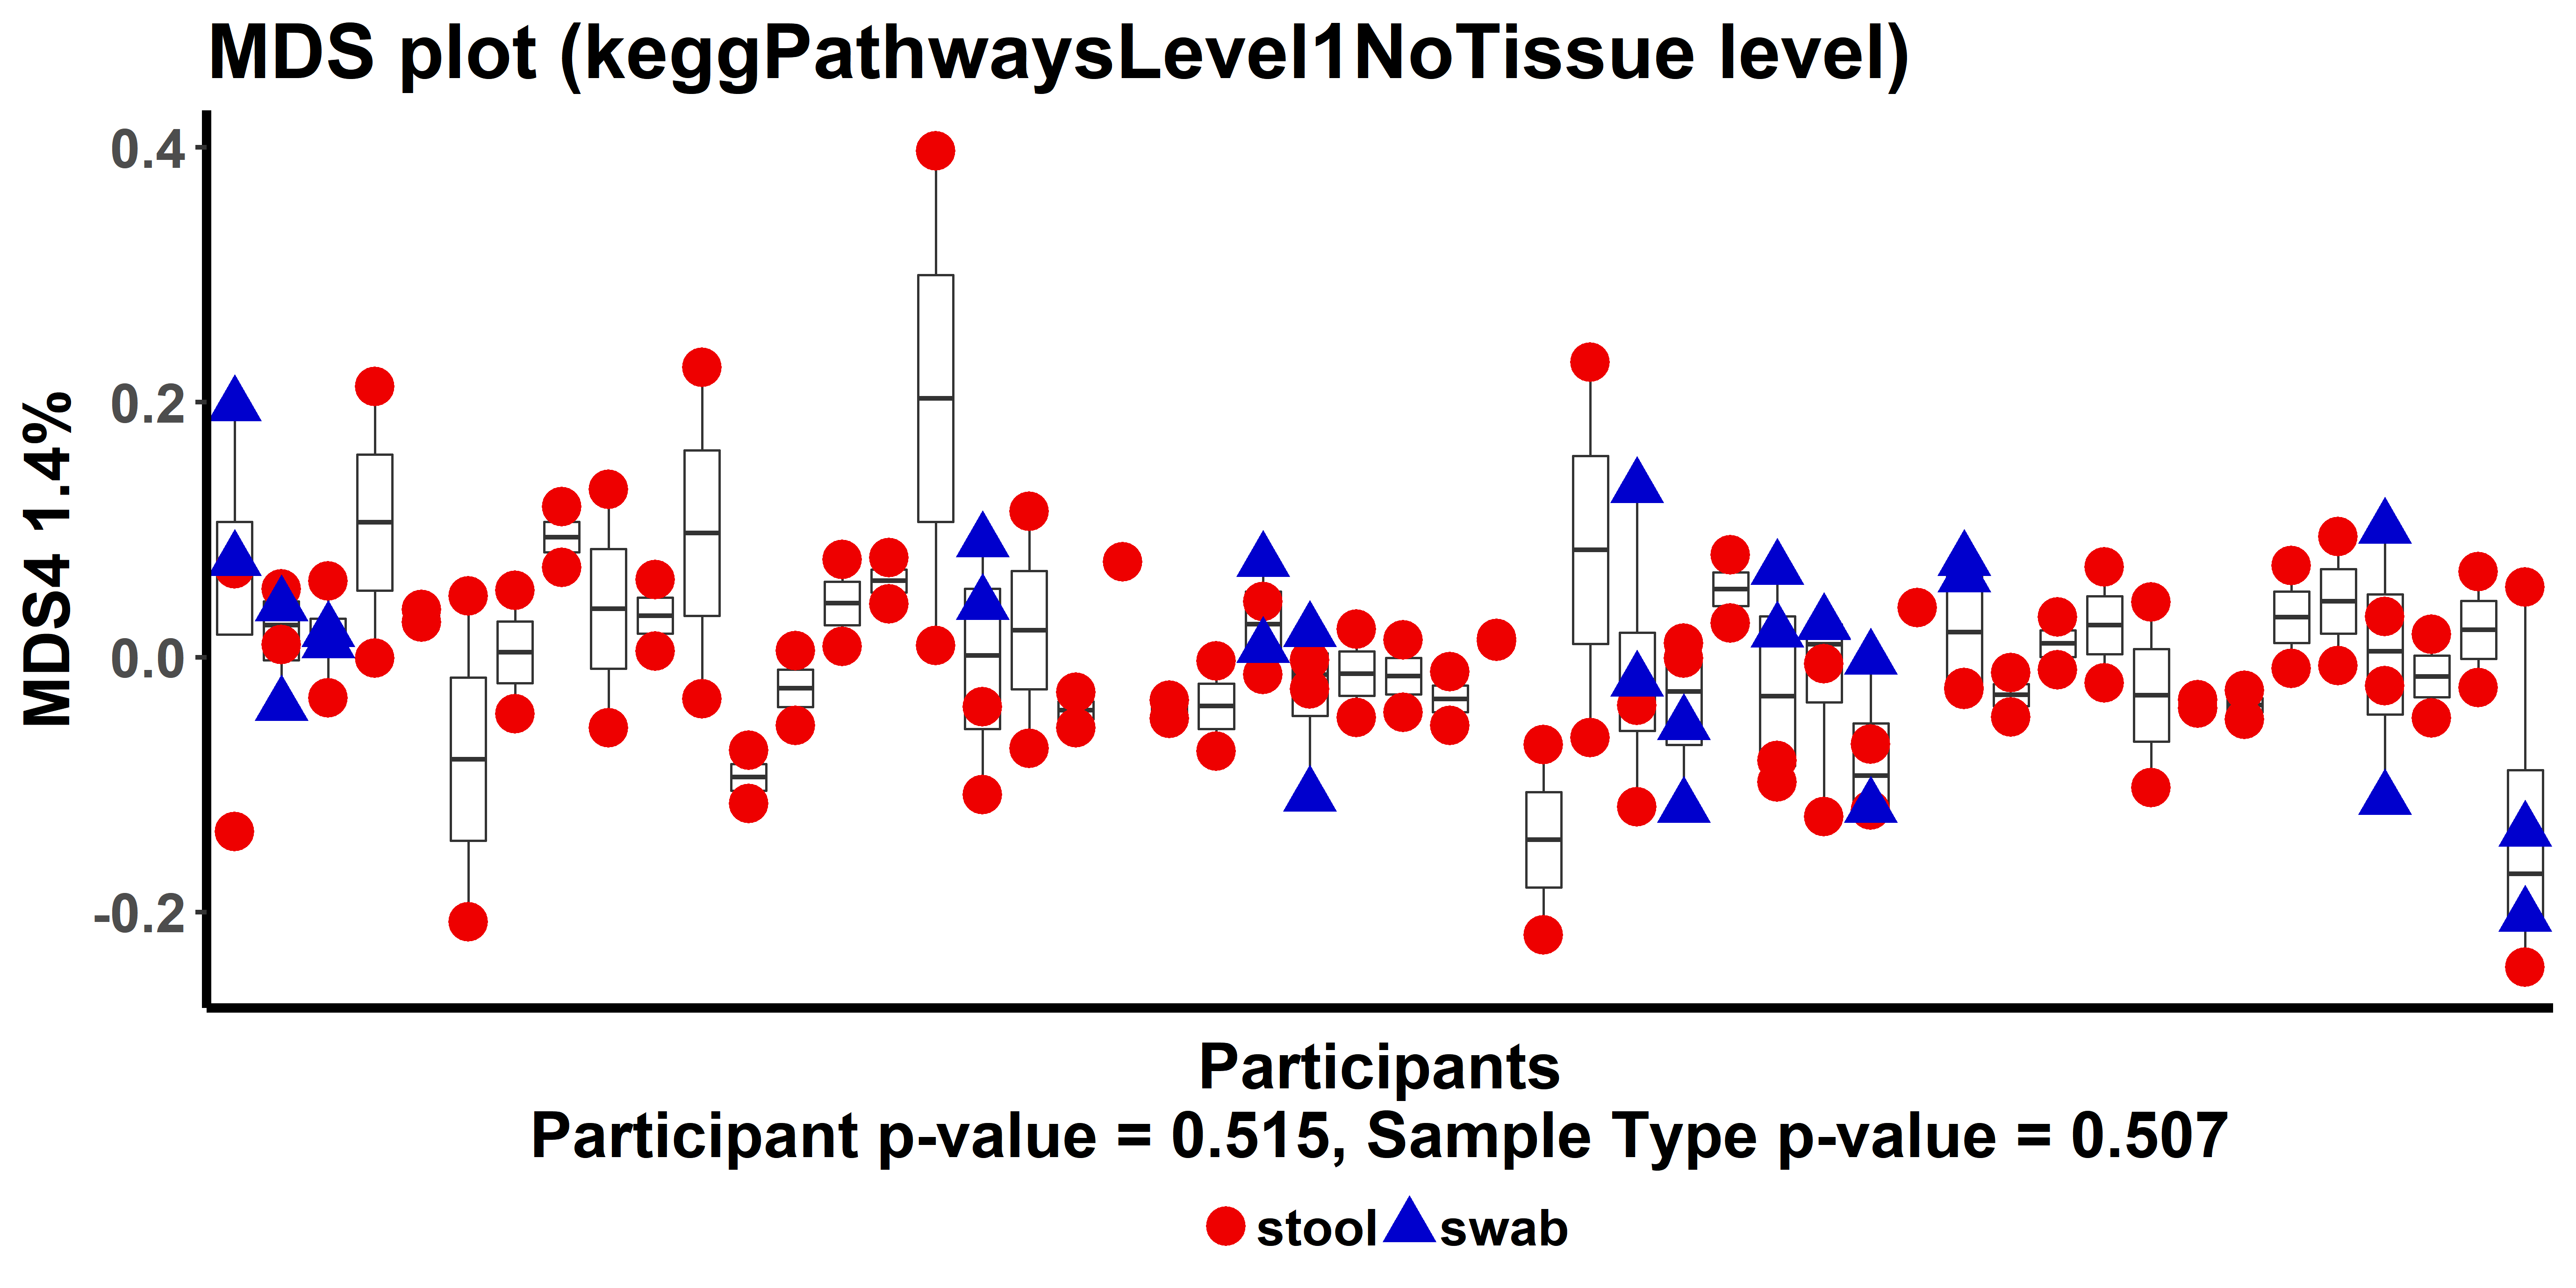 MDS plot (keggPathwaysLevel1NoTissue level)
MDS4 1.4%
0.4
0.2
0.0
-0.2
Participants
Participant p-value = 0.515, Sample Type p-value = 0.507
stool swab